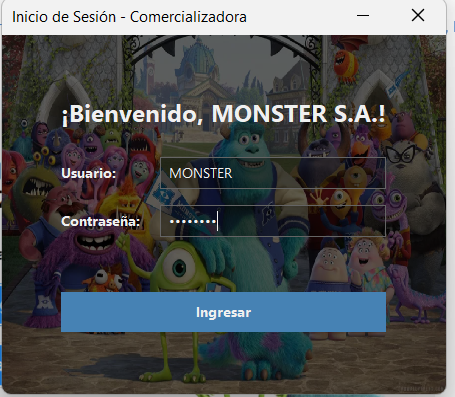 Inicio de Sesión - Comercializadora
¡Bienvenido, MONSTER S.A.!
Usuario: MONSTER
Contraseña: ••••••••
Ingresar